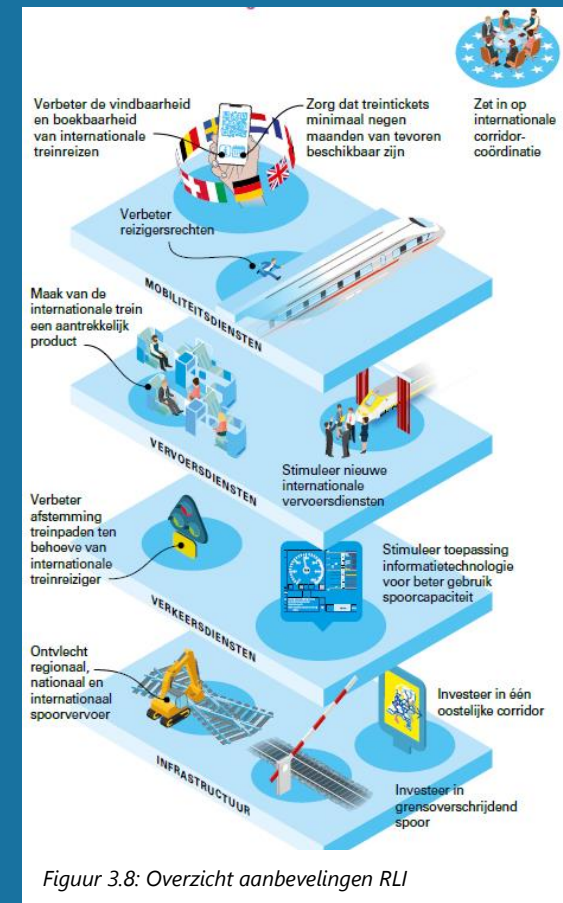 Verbeter de vindbaarheid
en boekbaarheid
van internationale
treinreizen
Zorg dat treintickets
minimaal negen
maanden van tevoren
beschikbaar zijn
Zet in op
internationale
corridor-
coördinatie
Verbeter
reizigersrechten
MOBILITEITSDIENSTEN
Maak van de
internationale trein
een aantrekkelijk
product
VERVOERSDIENSTEN
Stimuleer nieuwe
internationale
vervoersdiensten
Verbeter
afstemming
treinpaden ten
behoeve van
internationale
treinreiziger
Stimuleer toepassing
informatietechnologie
voor beter gebruik
spoorcapaciteit
VERKEERSDIENSTEN
Ontvlecht
regionaal,
nationaal en
internationaal
spoorvervoer
Investeer in één
oostelijke corridor
INFRASTRUCTUUR
Investeer in
grensoverschrijdend
spoor
Figuur 3.8: Overzicht aanbevelingen RLI